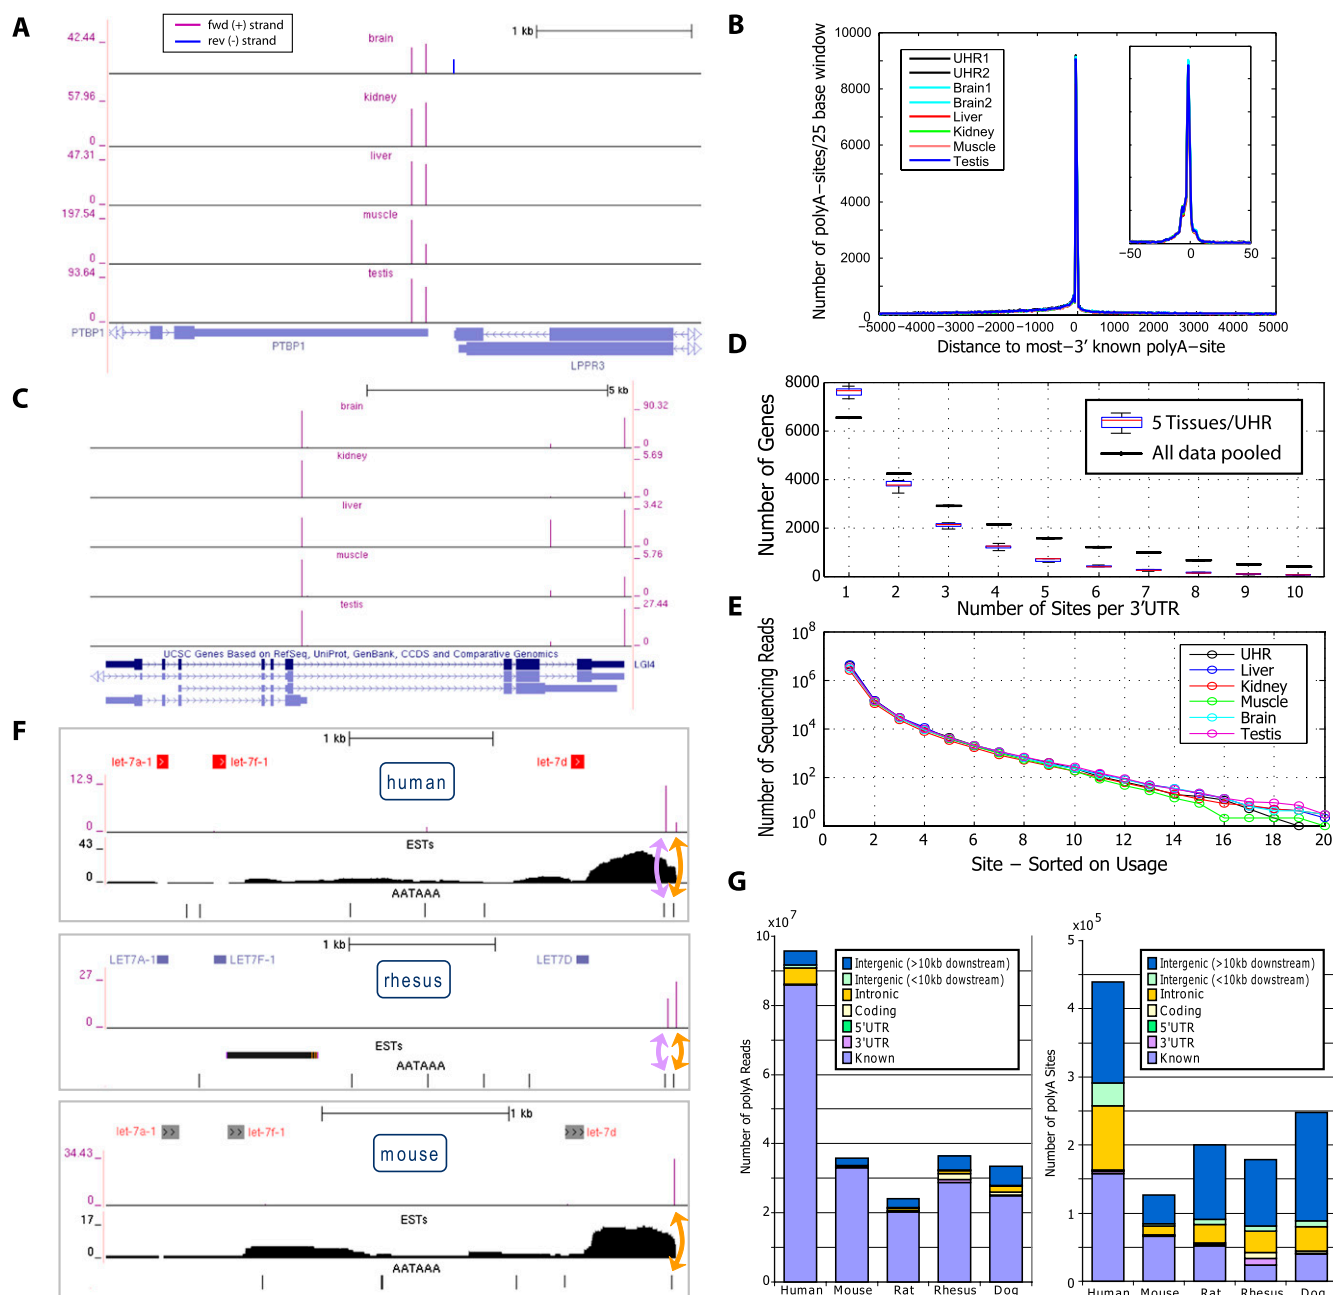 A
fwd (+) strand
rev (-) strand
1 kb
brain
42.44
kidney
57.96
0
liver
47.31
0
muscle
197.54
0
testis
93.64
0
PTBP1
PTBP1
LPPR3
B
Number of polyA−sites/25 base window
10000
8000
6000
4000
2000
0
UHR1
UHR2
Brain1
Brain2
Liver
Kidney
Muscle
Testis
−50
0
50
−5000
−4000
−3000
−2000
−1000
0
1000
2000
3000
4000
5000
Distance to most−3′ known polyA−site
C
5 kb
brain
90.32
0
kidney
5.69
0
liver
3.42
0
muscle
5.76
0
testis
27.44
0
UCSC Genes Based on RefSeq, UniProt, GenBank, CCDS and Comparative Genomics
LGI4
D
Number of Genes
8000
6000
4000
2000
0
5 Tissues/UHR
All data pooled
1 2 3 4 5 6 7 8 9 10
Number of Sites per 3′UTR
E
Number of Sequencing Reads
10^8
10^6
10^4
10^2
10^0
UHR
Liver
Kidney
Muscle
Brain
Testis
0 2 4 6 8 10 12 14 16 18 20
Site − Sorted on Usage
F
1 kb
let-7a-1
let-7f-1
let-7d
human
12.9
0
ESTs
43
0
AATAAA
1 kb
LET7A-1
LET7F-1
LET7D
rhesus
27
0
ESTs
AATAAA
1 kb
let-7a-1
let-7f-1
let-7d
mouse
34.43
0
ESTs
17
0
AATAAA
G
x10^7
Number of polyA Reads
10
8
6
4
2
0
Intergenic (>10kb downstream)
Intergenic (<10kb dowstream)
Intronic
Coding
5'UTR
3'UTR
Known
Human Mouse Rat Rhesus Dog
x10^5
Number of polyA Sites
5
4
3
2
1
0
Intergenic (>10kb downstream)
Intergenic (<10kb dowstream)
Intronic
Coding
5'UTR
3'UTR
Known
Human Mouse Rat Rhesus Dog